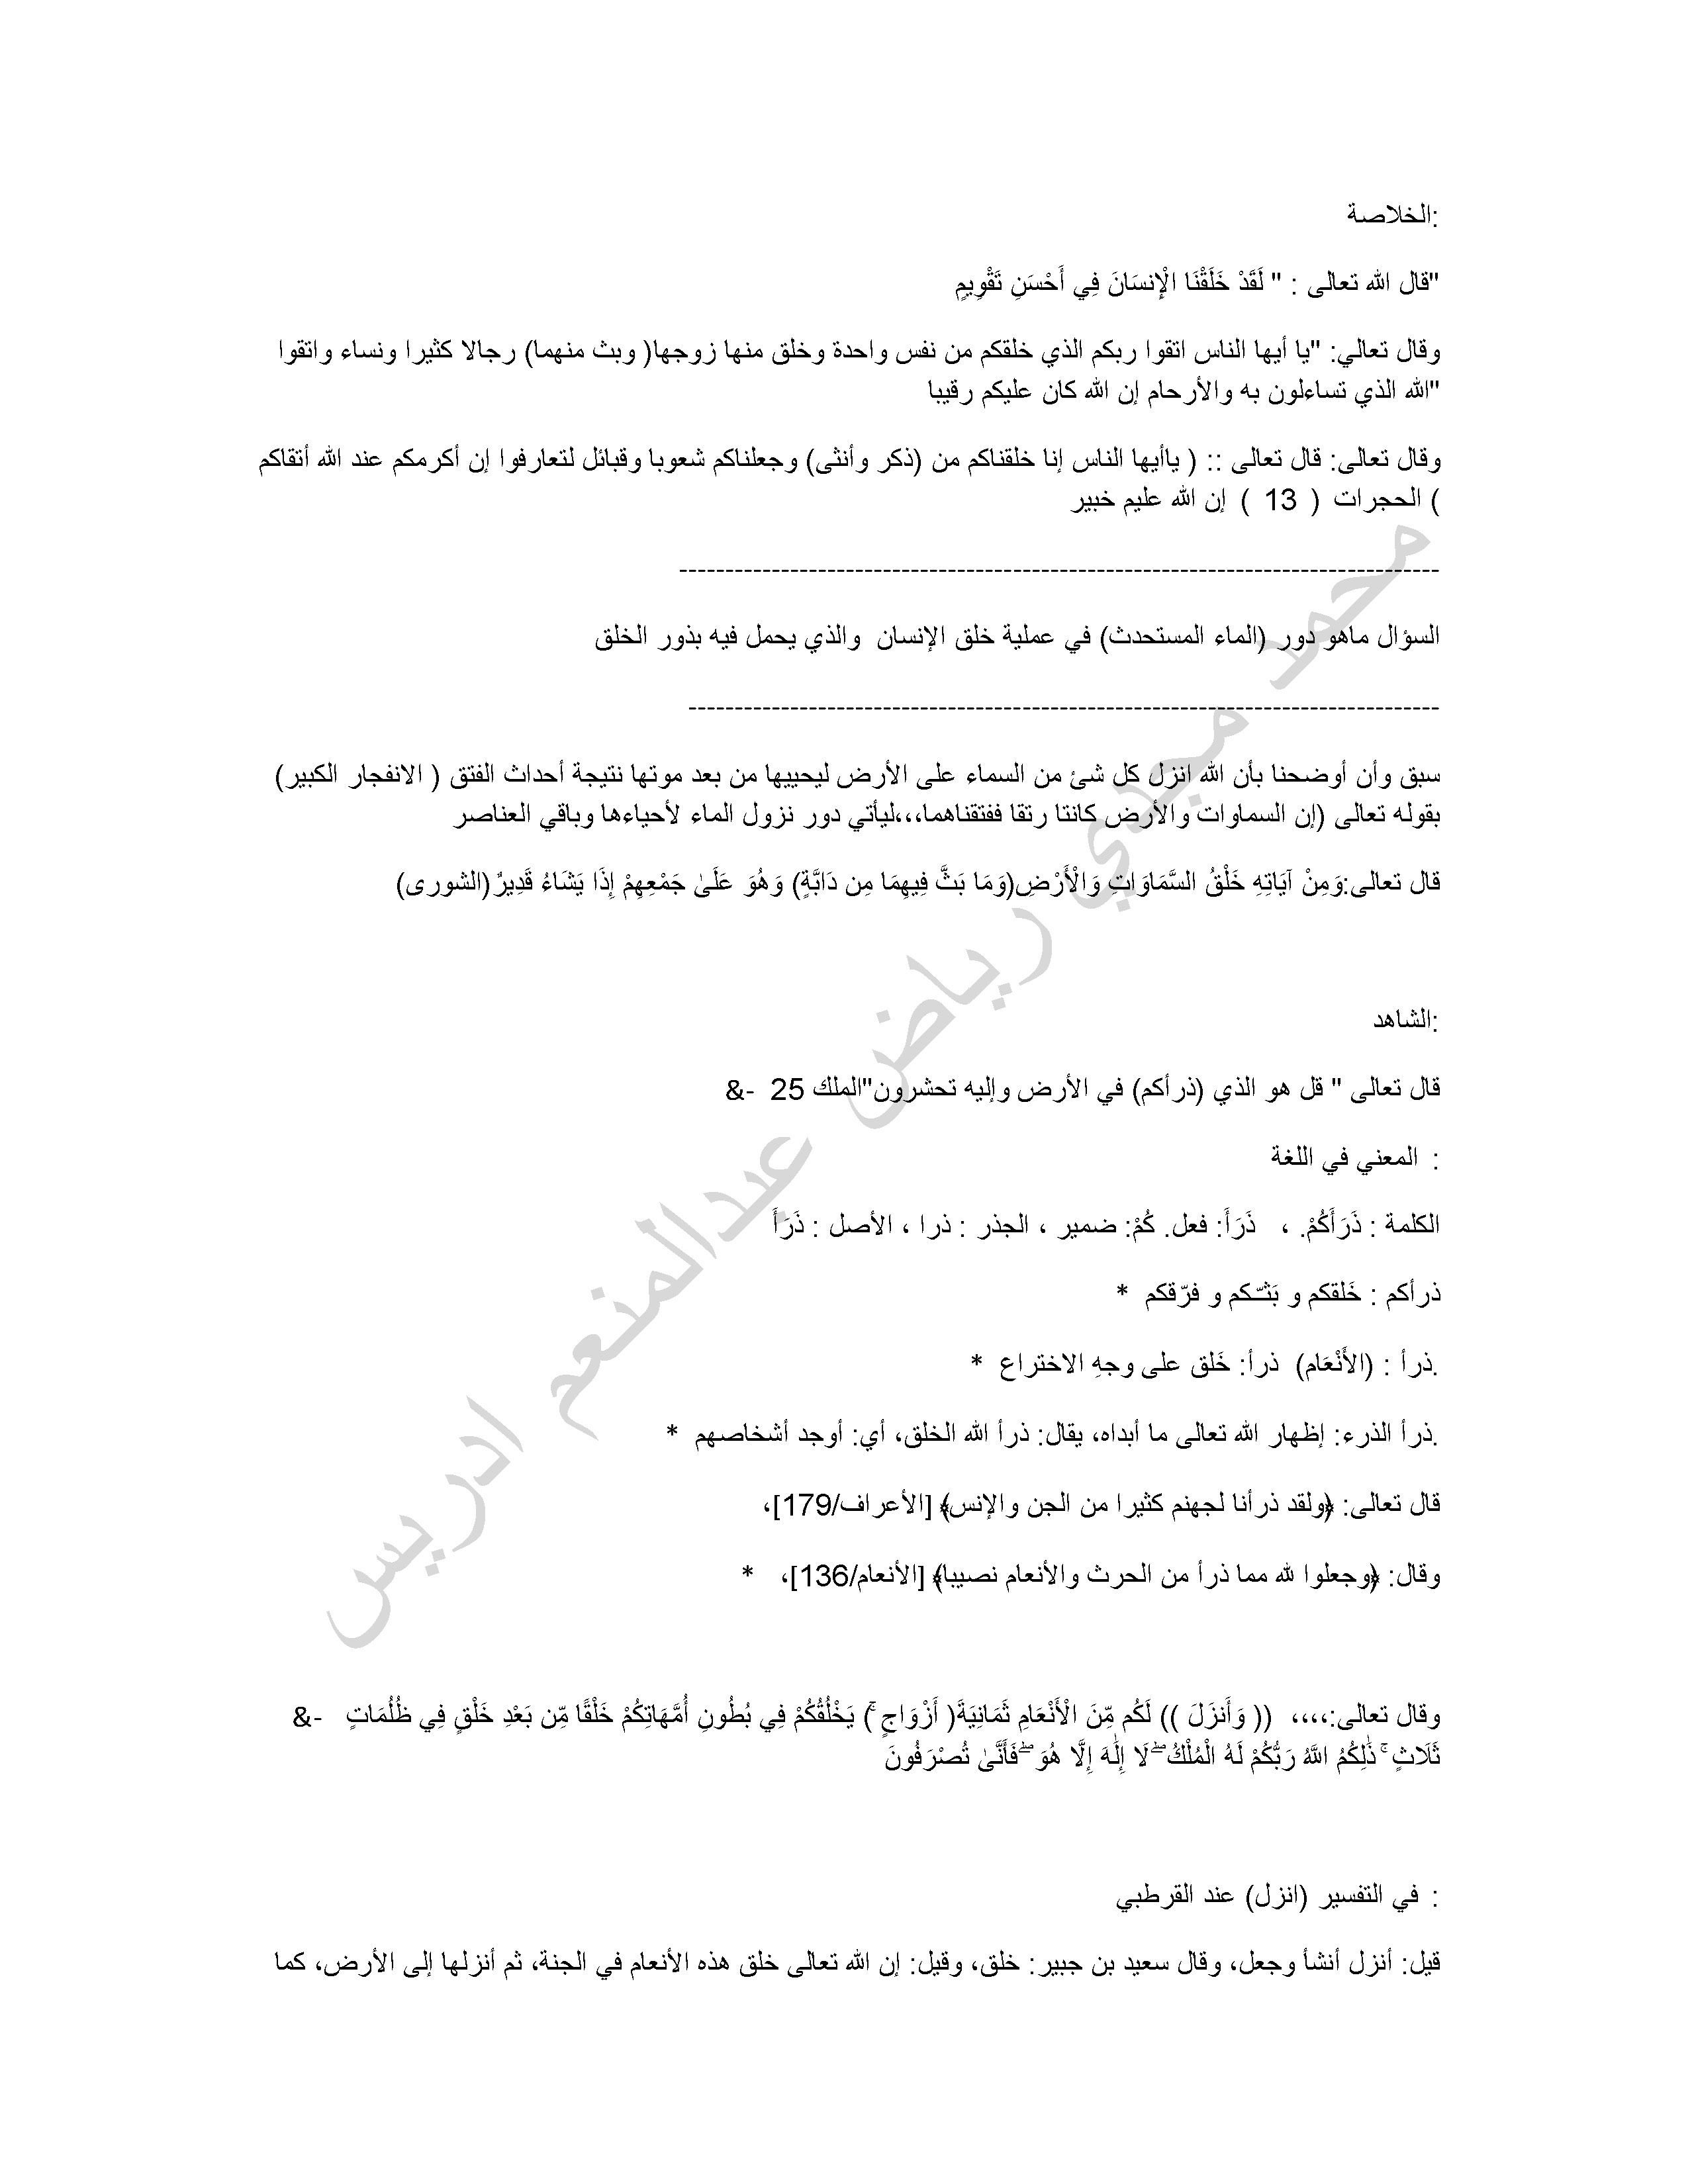 الخلاصة:
قال الله تعالى : " لَقَدْ خَلَقْنَا الْإِنسَانَ فِي أَحْسَنِ تَقْوِيمٍ"
وقال تعالي: "يا أيها الناس اتقوا ربكم الذي خلقكم من نفس واحدة وخلق منها زوجها( وبث منهما) رجالا كثيرا ونساء واتقوا
الله الذي تساءلون به والأرحام إن الله كان عليكم رقيبا"
وقال تعالى: قال تعالى :: ( ياأيها الناس إنا خلقناكم من (ذكر وأنثى) وجعلناكم شعوبا وقبائل لتعارفوا إن أكرمكم عند الله أتقاكم
إن الله عليم خبير ( 13 ) الحجرات )
---------------------------------------------------------------------------------
السؤال ماهو دور (الماء المستحدث) في عملية خلق الإنسان والذي يحمل فيه بذور الخلق
--------------------------------------------------------------------------------
سبق وأن أوضحنا بأن الله انزل كل شئ من السماء على الأرض ليحييها من بعد موتها نتيجة أحداث الفتق ( الانفجار الكبير)
بقوله تعالى (إن السماوات والأرض كانتا رتقا ففتقناهما،،،ليأتي دور نزول الماء لأحياءها وباقي العناصر
قال تعالى:وَمِنْ آيَاتِهِ خَلْقُ السَّمَاوَاتِ وَالْأَرْضِ(وَمَا بَثَّ فِيهِمَا مِن دَابَّةٍ) وَهُوَ عَلَىٰ جَمْعِهِمْ إِذَا يَشَاءُ قَدِيرٌ(الشورى)
الشاهد:
قال تعالى " قل هو الذي (ذرأكم) في الأرض وإليه تحشرون"الملك 25 -&
المعني في اللغة :
الكلمة : ذَرَأَكُمْ. ، ذَرَأَ: فعل. كُمْ: ضمير ، الجذر : ذرا ، الأصل : ذَرَأَ
ذرأكم : خَلقكم و بَثـّـكم و فرّقكم *
ذرأ : (الأَنْعَام) ذرأ: خَلق على وجهِ الاختراع. *
ذرأ الذرء: إظهار الله تعالى ما أبداه، يقال: ذرأ الله الخلق، أي: أوجد أشخاصهم. *
قال تعالى: ﴿ولقد ذرأنا لجهنم كثيرا من الجن والإنس﴾ [الأعراف/179]،
وقال: ﴿وجعلوا لله مما ذرأ من الحرث والأنعام نصيبا﴾ [الأنعام/136]، *
وقال تعالى:،،،، (( وَأَنزَلَ )) لَكُم مِّنَ الْأَنْعَامِ ثَمَانِيَةَ( أَزْوَاجٍ ۚ) يَخْلُقُكُمْ فِي بُطُونِ أُمَّهَاتِكُمْ خَلْقًا مِّن بَعْدِ خَلْقٍ فِي ظُلُمَاتٍ -&
ثَلَاثٍ ۚ ذَٰلِكُمُ اللَّهُ رَبُّكُمْ لَهُ الْمُلْكُ ۖ لَا إِلَٰهَ إِلَّا هُوَ ۖ فَأَنَّىٰ تُصْرَفُونَ
في التفسير (انزل) عند القرطبي :
قيل: أنزل أنشأ وجعل، وقال سعيد بن جبير: خلق، وقيل: إن الله تعالى خلق هذه الأنعام في الجنة، ثم أنزلها إلى الأرض، كما
محمد مجدي رياض عبدالمنعم ادريس